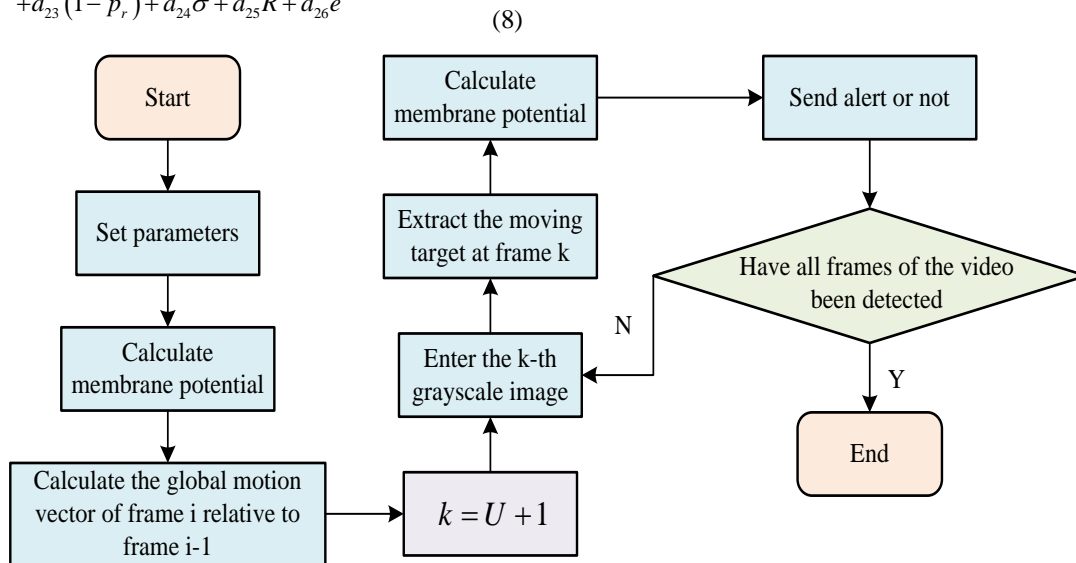 +a₂₃(1−pᵣ)+a₂₄σ+a₂₅R+a₂₆e
(8)
Start
Set parameters
Calculate
membrane potential
Calculate the global motion
vector of frame i relative to
frame i-1
k = U + 1
Enter the k-th
grayscale image
Extract the moving
target at frame k
Calculate
membrane potential
Send alert or not
Have all frames of the video
been detected
N
Y
End